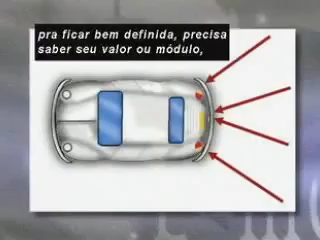 pra ficar bem definida, precisa
saber seu valor ou módulo,